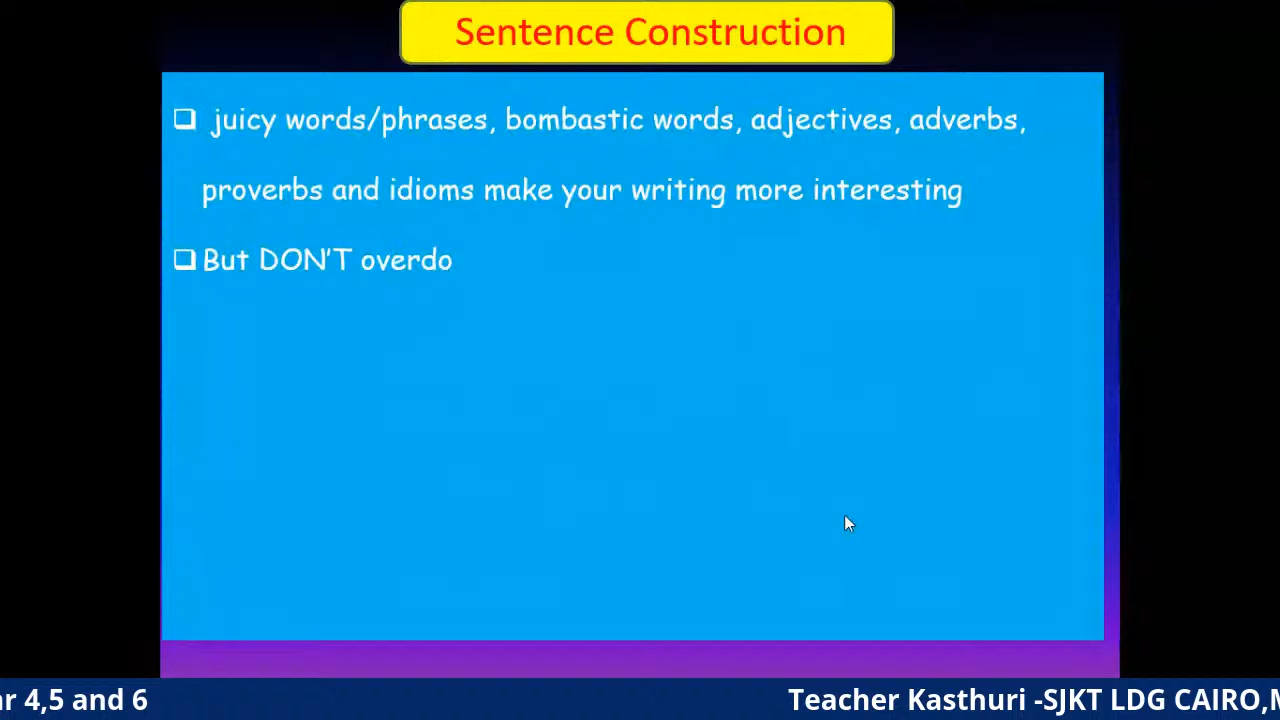 Sentence Construction
juicy words/phrases, bombastic words, adjectives, adverbs,
proverbs and idioms make your writing more interesting
But DON'T overdo
4,5 and 6
Teacher Kasthuri -SJKT LDG CAIRO,